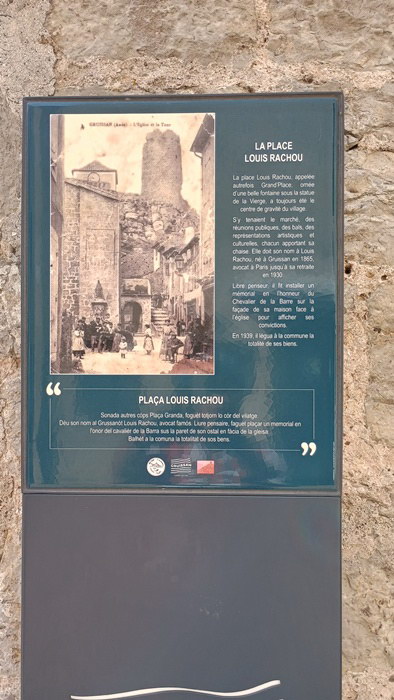 GRUISSAN (Aude) - L'Eglise et la Tour
LA PLACE
LOUIS RACHOU
La place Louis Rachou, appelée
autrefois Grand'Place, ornée
d'une belle fontaine sous la statue
de la Vierge, a toujours été le
centre de gravité du village.
S'y tenaient le marché, des
réunions publiques, des bals, des
représentations artistiques et
culturelles, chacun apportant sa
chaise. Elle doit son nom à Louis
Rachou, né à Gruissan en 1865,
avocat à Paris jusqu'à sa retraite
en 1930.
Libre penseur, il fit installer un
memorial en l'honneur du
Chevalier de la Barre sur la
façade de sa maison face à
l'église pour afficher ses
convictions.
En 1939, il légua à la commune la
totalité de ses biens.
“
PLAÇA LOUIS RACHOU
Sonada autres còps Plaça Granda, foguèt totjorn lo còr del vilatge
Deu son nom al Grussanòt Louis Rachou, avocat famós. Liure pensaire, faguèt plaçar un memorial en
l'onor del cavalièr de la Barra sus la paret de son ostal en fàcia de la glèisa.
Balhèt a la comuna la totalitat de sos bens.
”
GRUISSAN